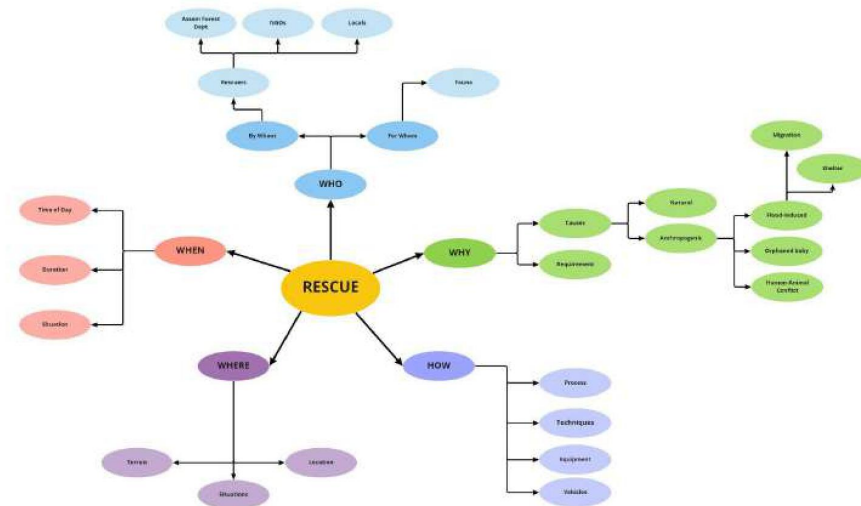 Assam Forest
Dept
NGOs
Locals
Rescuers
Fauna
By Whom
For Whom
WHO
Migration
Shelter
Natural
Causes
Flood-induced
Anthropogenic
Time of Day
WHEN
WHY
Orphaned baby
Requirement
Human-Animal
Conflict
Duration
RESCUE
Situation
WHERE
HOW
Process
Techniques
Terrain
Location
Equipment
Situations
Vehicles